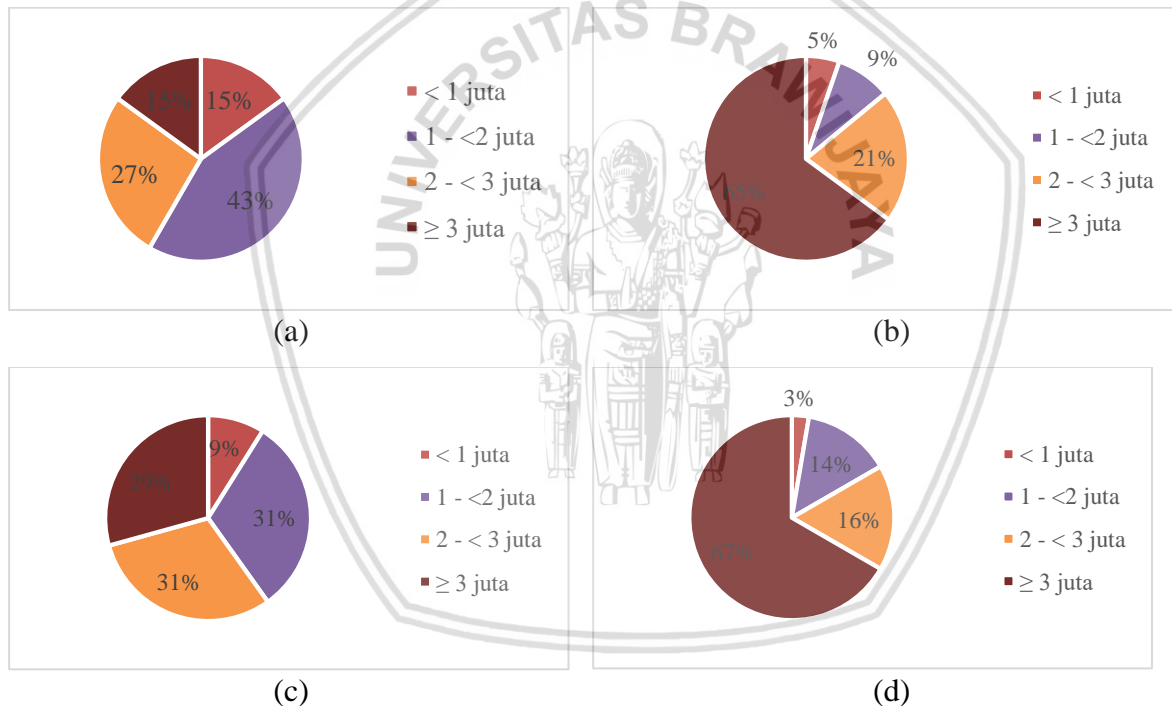 UNIVERSITAS BRAWIJAYA
15%
43%
27%
15%
< 1 juta
1 - <2 juta
2 - < 3 juta
≥ 3 juta
(a)
5%
9%
21%
65%
< 1 juta
1 - <2 juta
2 - < 3 juta
≥ 3 juta
(b)
9%
31%
31%
29%
< 1 juta
1 - <2 juta
2 - < 3 juta
≥ 3 juta
(c)
3%
14%
16%
67%
< 1 juta
1 - <2 juta
2 - < 3 juta
≥ 3 juta
(d)